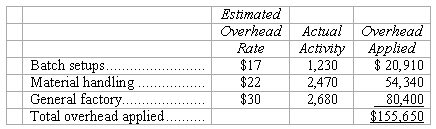 Estimated
Overhead Actual Overhead
Rate Activity Applied
Batch setups........................ $17 1,230 $ 20,910
Material handling.................... $22 2,470 54,340
General factory..................... $30 2,680 80,400
Total overhead applied.......... $155,650